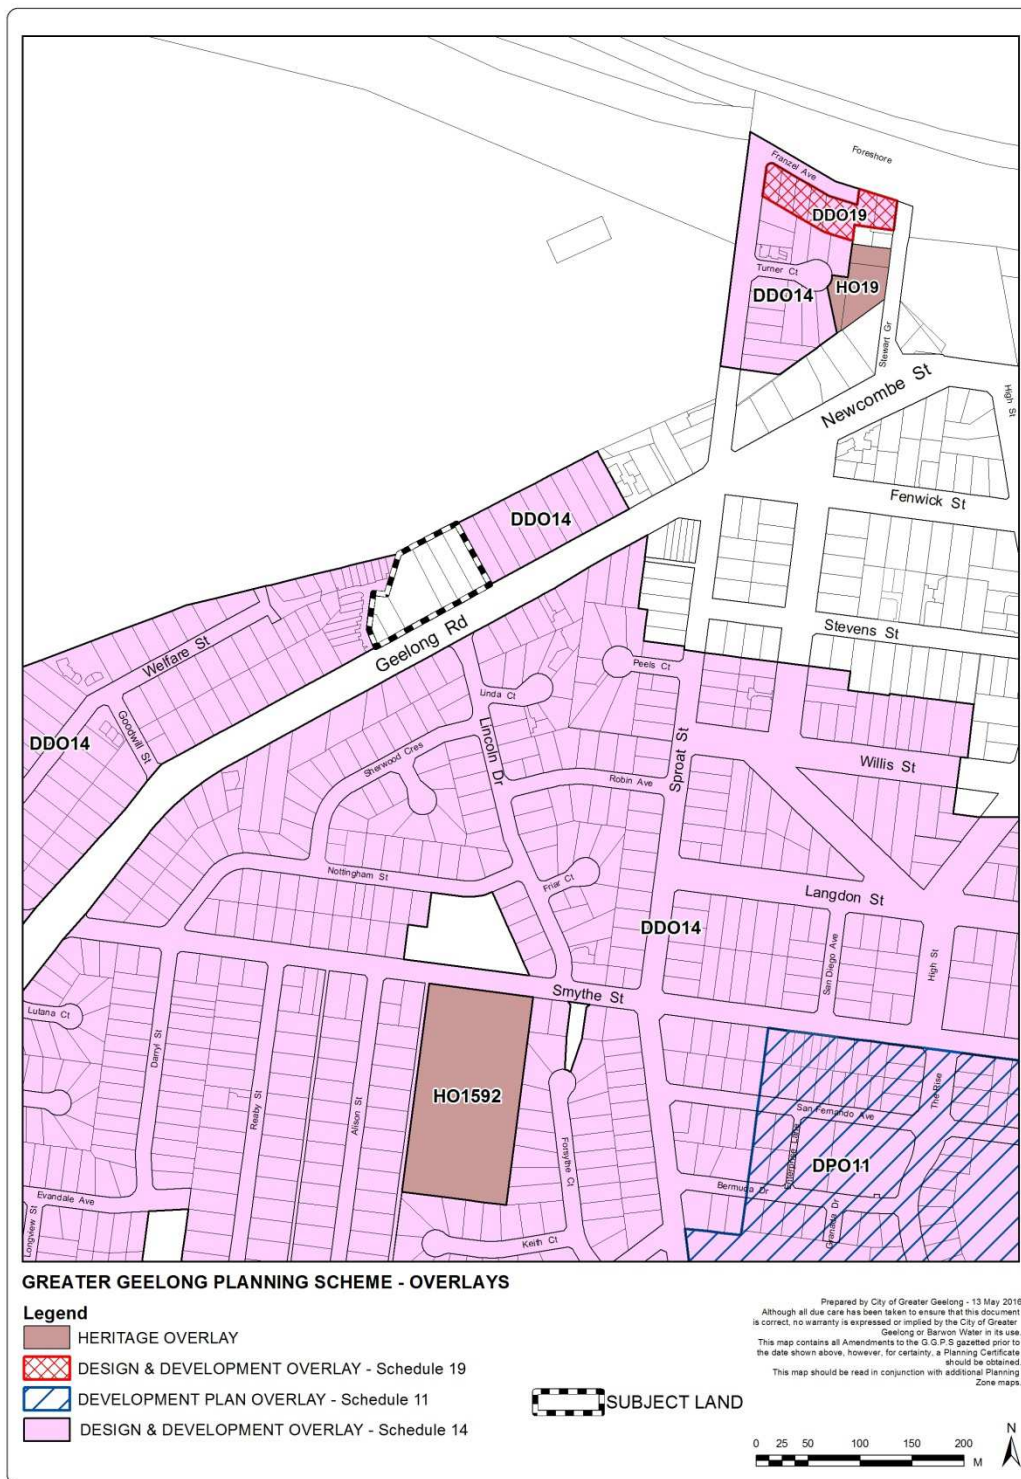 Foreshore
Franzel Ave
DDO19
Turner Ct
DDO14
HO19
Stewart Gr
Newcombe St
High St
Fenwick St
DDO14
Stevens St
Geelong Rd
Welfare St
Goodwill St
DDO14
Peels Ct
Linda Ct
Lincoln Dr
Sherwood Cres
Sproat St
Robin Ave
Willis St
Nottingham St
Friar Ct
Langdon St
DDO14
San Diego Ave
High St
Smythe St
Lutana Ct
Darryl St
Reaby St
Alison St
HO1592
Forsythe Ct
San Fernando Ave
The Rise
Enterprise Lane
DPO11
Bermuda Dr
Granada Dr
Evandale Ave
Longview St
Keith Ct
GREATER GEELONG PLANNING SCHEME - OVERLAYS
Legend
HERITAGE OVERLAY
DESIGN & DEVELOPMENT OVERLAY - Schedule 19
DEVELOPMENT PLAN OVERLAY - Schedule 11
DESIGN & DEVELOPMENT OVERLAY - Schedule 14
SUBJECT LAND
Prepared by City of Greater Geelong - 13 May 2016
Although all due care has been taken to ensure that this document
is correct, no warranty is expressed or implied by the City of Greater
Geelong or Barwon Water in its use.
This map contains all Amendments to the G.G.P.S gazetted prior to
the date shown above, however, for certainty, a Planning Certificate
should be obtained.
This map should be read in conjunction with additional Planning
Zone maps.
N
0 25 50 100 150 200
M